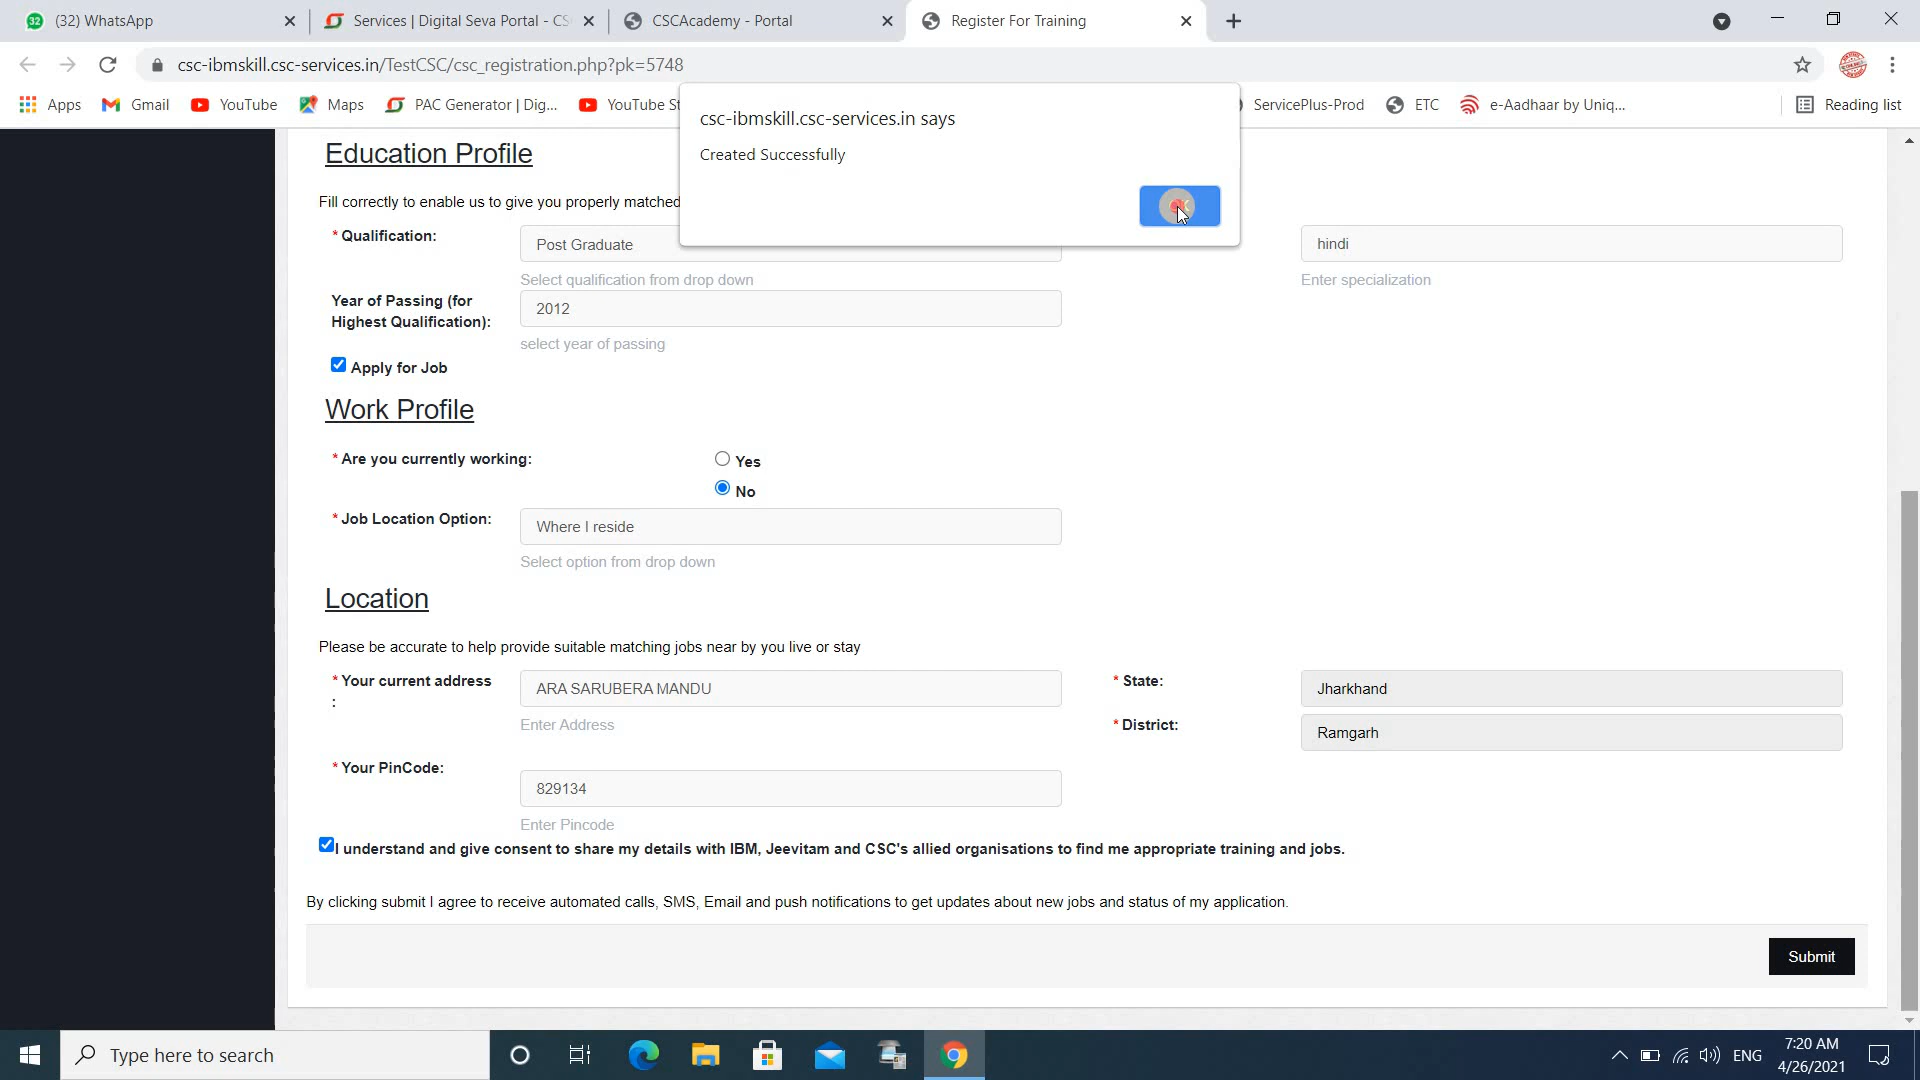 (32) WhatsApp
Services | Digital Seva Portal - CS
CSCAcademy - Portal
Register For Training
csc-ibmskill.csc-services.in/TestCSC/csc_registration.php?pk=5748
Apps
Gmail
YouTube
Maps
PAC Generator | Dig...
YouTube St
ServicePlus-Prod
ETC
e-Aadhaar by Uniq...
Reading list
csc-ibmskill.csc-services.in says
Created Successfully
Education Profile
Fill correctly to enable us to give you properly matched
* Qualification:
Post Graduate
hindi
Select qualification from drop down
Enter specialization
Year of Passing (for
Highest Qualification):
2012
select year of passing
Apply for Job
Work Profile
* Are you currently working:
Yes
No
* Job Location Option:
Where I reside
Select option from drop down
Location
Please be accurate to help provide suitable matching jobs near by you live or stay
* Your current address
:
ARA SARUBERA MANDU
* State:
Jharkhand
Enter Address
* District:
Ramgarh
* Your PinCode:
829134
Enter Pincode
I understand and give consent to share my details with IBM, Jeevitam and CSC's allied organisations to find me appropriate training and jobs.
By clicking submit I agree to receive automated calls, SMS, Email and push notifications to get updates about new jobs and status of my application.
Submit
Type here to search
ENG
7:20 AM
4/26/2021